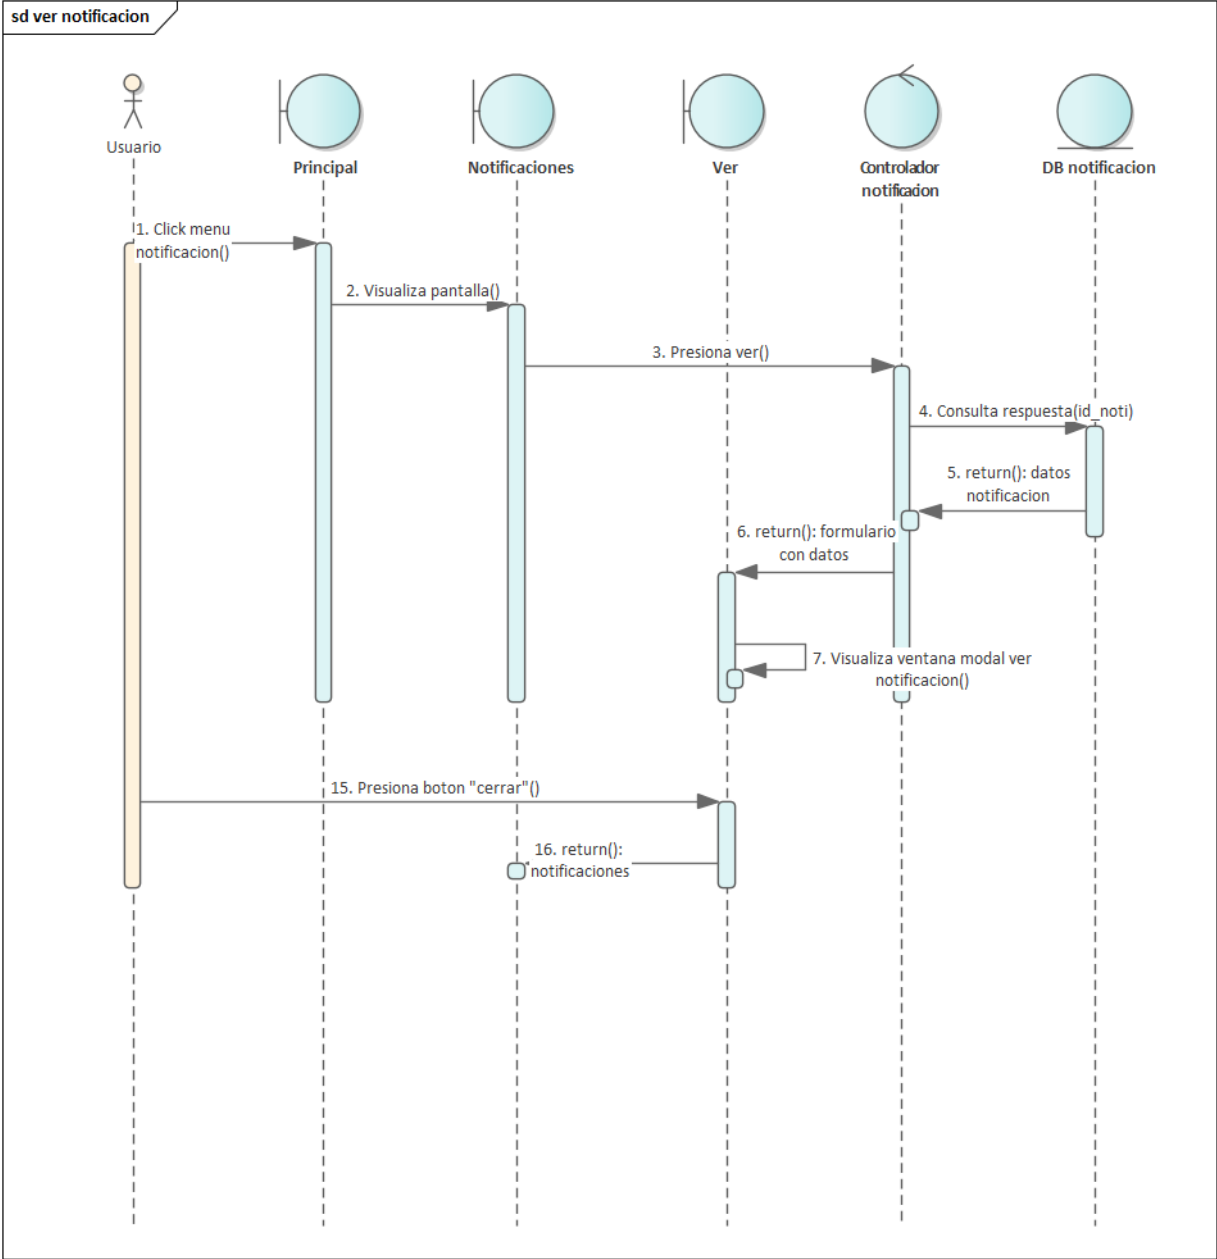 sd ver notificacion
Usuario
Principal
Notificaciones
Ver
Controlador
notificacion
DB notificacion
1. Click menu
notificacion()
2. Visualiza pantalla()
3. Presiona ver()
4. Consulta respuesta(id_noti)
5. return(): datos
notificacion
6. return(): formulario
con datos
7. Visualiza ventana modal ver
notificacion()
15. Presiona boton "cerrar"()
16. return():
notificaciones